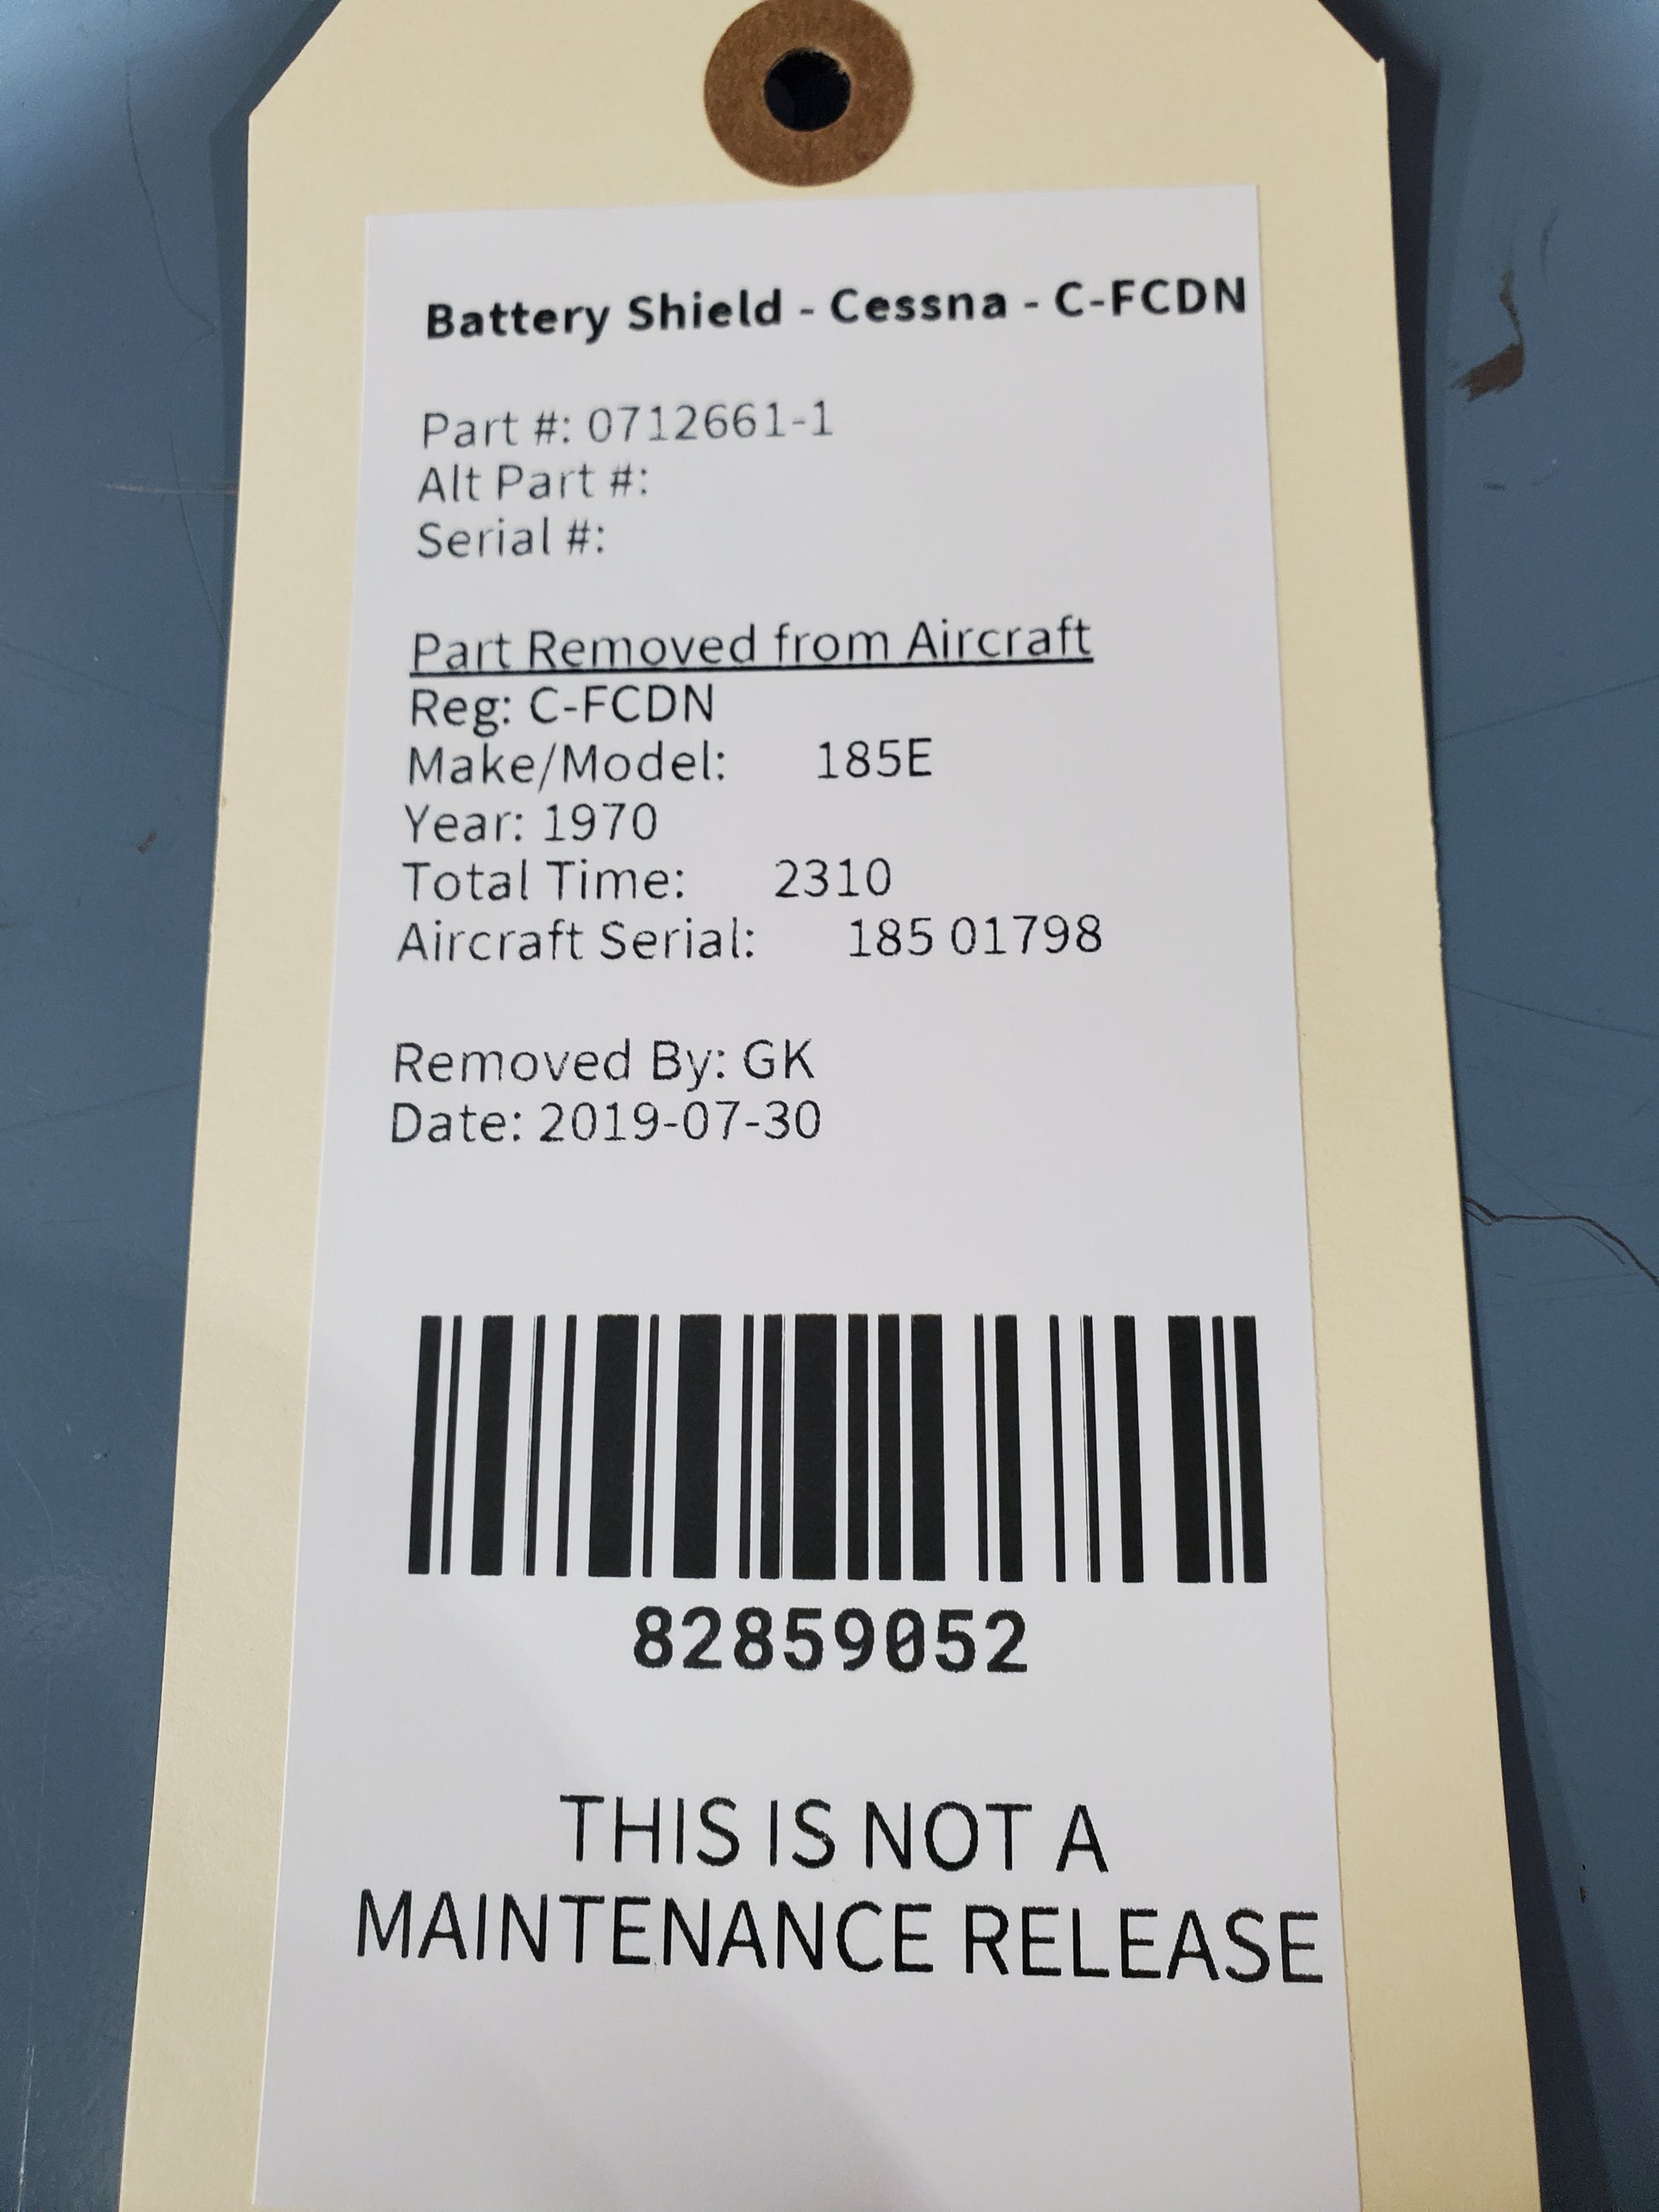 Battery Shield - Cessna - C-FCDN
Part #: 0712661-1
Alt Part #:
Serial #:
Part Removed from Aircraft
Reg: C-FCDN
Make/Model: 185E
Year: 1970
Total Time: 2310
Aircraft Serial: 185 01798
Removed By: GK
Date: 2019-07-30
82859052
THIS IS NOT A
MAINTENANCE RELEASE